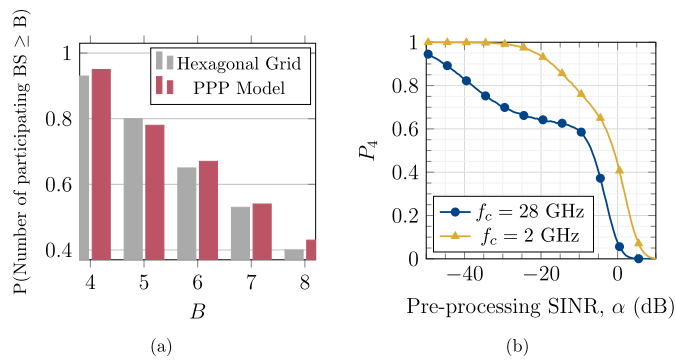 P(Number of participating BS ≥ B)
1
0.8
0.6
0.4
4 5 6 7 8
B
Hexagonal Grid
PPP Model
(a)
P₄
1
0.8
0.6
0.4
0.2
0
−40 −20 0
Pre-processing SINR, α (dB)
f_c = 28 GHz
f_c = 2 GHz
(b)